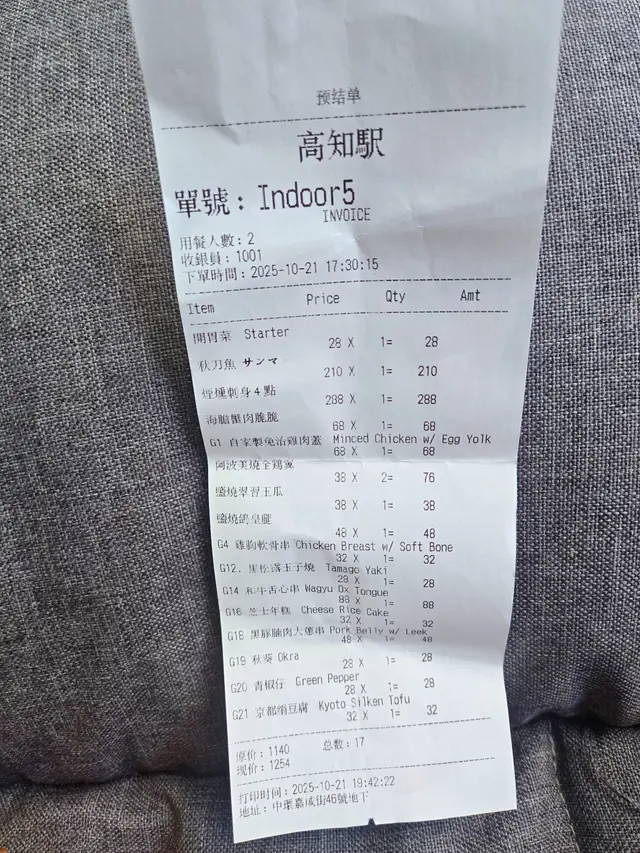 预结单
高知駅
單號：Indoor5
INVOICE
用餐人數：2
收銀員：1001
下單時間：2025-10-21 17:30:15
Item Price Qty Amt
開胃菜 Starter
28 X 1= 28
秋刀魚 サンマ
210 X 1= 210
煙燻刺身4點
288 X 1= 288
海膽蟹肉脆脆
68 X 1= 68
G1 自家製免治雞肉蓋 Minced Chicken w/ Egg Yolk
68 X 1= 68
阿波美燒全鶏翼
38 X 2= 76
鹽燒翠習玉瓜
38 X 1= 38
鹽燒鴿皇腿
48 X 1= 48
G4 雞胸軟骨串 Chicken Breast w/ Soft Bone
32 X 1= 32
G12. 黑松露玉子燒 Tamago Yaki
28 X 1= 28
G14 和牛舌心串 Wagyu Ox Tongue
88 X 1= 88
G16 芝士年糕 Cheese Rice Cake
32 X 1= 32
G18 黑豚腩肉大蔥串 Pork Belly w/ Leek
48 X 1= 48
G19 秋葵 Okra
28 X 1= 28
G20 青椒仔 Green Pepper
28 X 1= 28
G21 京都絹豆腐 Kyoto Silken Tofu
32 X 1= 32
原价：1140 总数：17
现价：1254
打印时间：2025-10-21 19:42:22
地址：中環嘉咸街46號地下